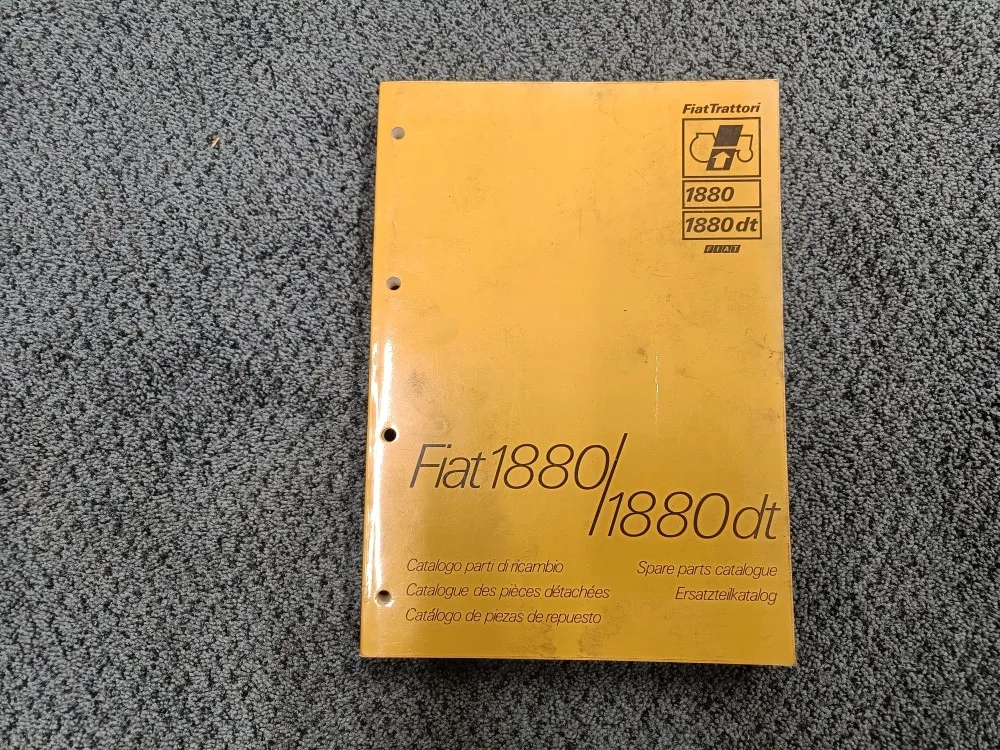 FiatTrattori
1880
1880 dt
FIAT
Fiat 1880/
1880 dt
Catalogo parti di ricambio
Catalogue des pièces détachées
Catálogo de piezas de repuesto
Spare parts catalogue
Ersatzteilkatalog